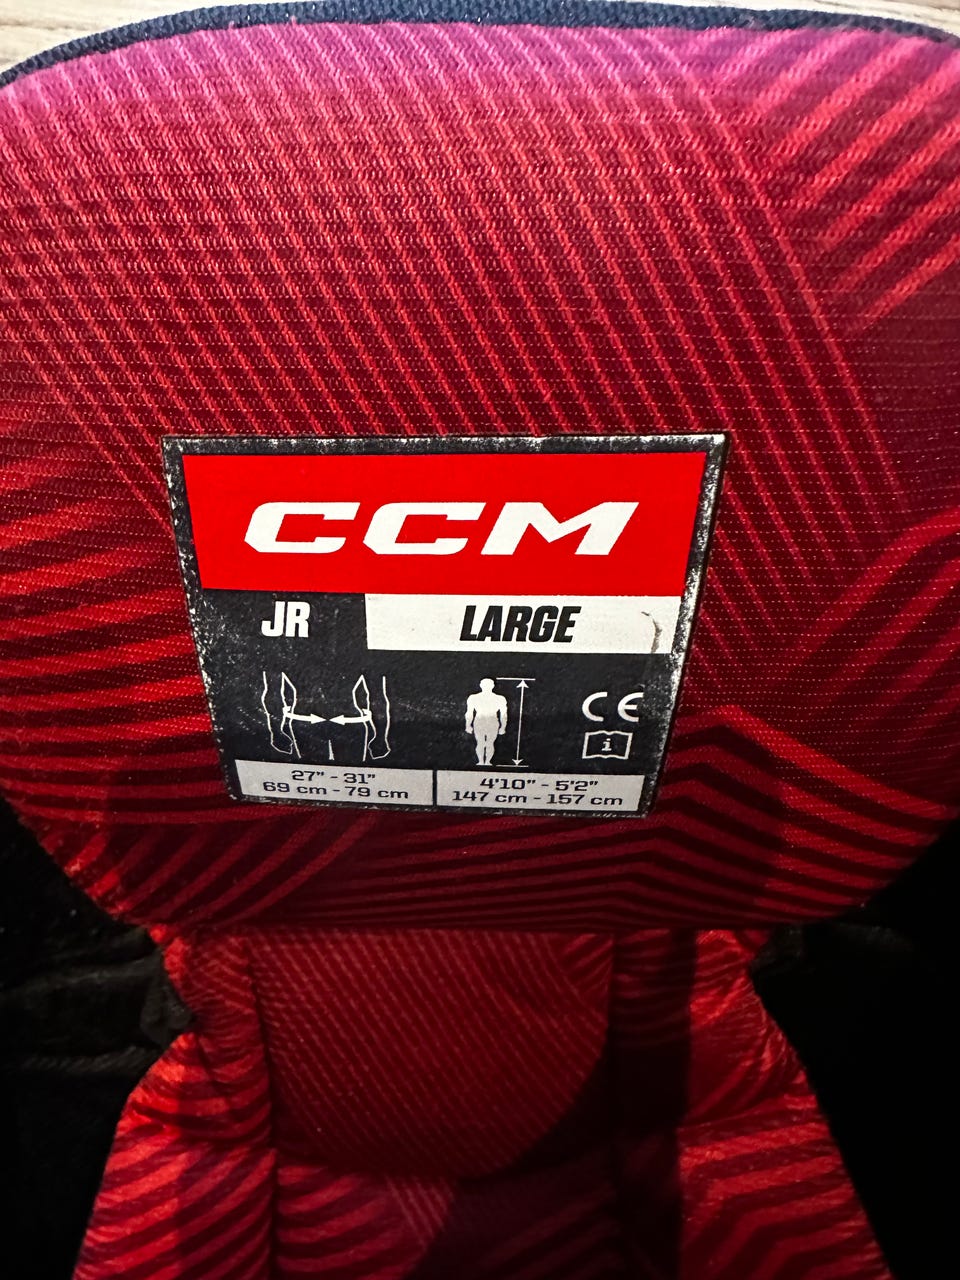 CCM
JR LARGE
CE
i
27" - 31"
69 cm - 79 cm
4'10" - 5'2"
147 cm - 157 cm